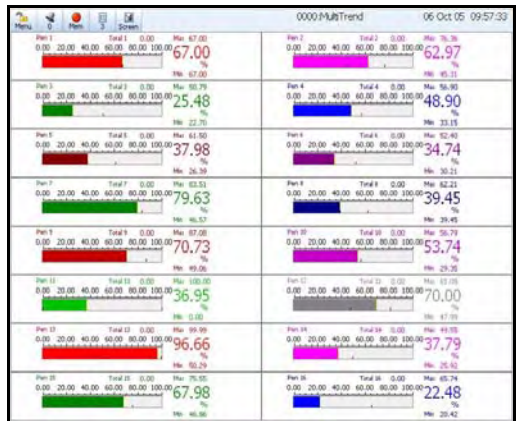 Menu 0 Mem 3 Screen 0000:MultiTrend 06 Oct 05 09:57:33
Pen 1 Total 1 0.00 Max 67.00
0.00 20.00 40.00 60.00 80.00 100.00
67.00
%
Min 67.00
Pen 2 Total 2 0.00 Max 76.36
0.00 20.00 40.00 60.00 80.00 100.00
62.97
%
Min 45.31
Pen 3 Total 3 0.00 Max 50.79
0.00 20.00 40.00 60.00 80.00 100.00
25.48
%
Min 22.70
Pen 4 Total 4 0.00 Max 56.90
0.00 20.00 40.00 60.00 80.00 100.00
48.90
%
Min 33.15
Pen 5 Total 5 0.00 Max 61.50
0.00 20.00 40.00 60.00 80.00 100.00
37.98
%
Min 26.39
Pen 6 Total 6 0.00 Max 52.40
0.00 20.00 40.00 60.00 80.00 100.00
34.74
%
Min 30.21
Pen 7 Total 7 0.00 Max 83.51
0.00 20.00 40.00 60.00 80.00 100.00
79.63
%
Min 46.57
Pen 8 Total 8 0.00 Max 62.21
0.00 20.00 40.00 60.00 80.00 100.00
39.45
%
Min 39.45
Pen 9 Total 9 0.00 Max 87.08
0.00 20.00 40.00 60.00 80.00 100.00
70.73
%
Min 49.06
Pen 10 Total 10 0.00 Max 56.79
0.00 20.00 40.00 60.00 80.00 100.00
53.74
%
Min 29.35
Pen 11 Total 11 0.00 Max 100.00
0.00 20.00 40.00 60.00 80.00 100.00
36.95
%
Min 0.00
Pen 12 Total 12 0.00 Max
0.00 20.00 40.00 60.00 80.00 100.00
70.00
%
Min 47.99
Pen 13 Total 13 0.00 Max 99.99
0.00 20.00 40.00 60.00 80.00 100.00
96.66
%
Min 50.29
Pen 14 Total 14 0.00 Max 49.55
0.00 20.00 40.00 60.00 80.00 100.00
37.79
%
Min 25.92
Pen 15 Total 15 0.00 Max 75.55
0.00 20.00 40.00 60.00 80.00 100.00
67.98
%
Min 46.86
Pen 16 Total 16 0.00 Max 65.74
0.00 20.00 40.00 60.00 80.00 100.00
22.48
%
Min 20.42